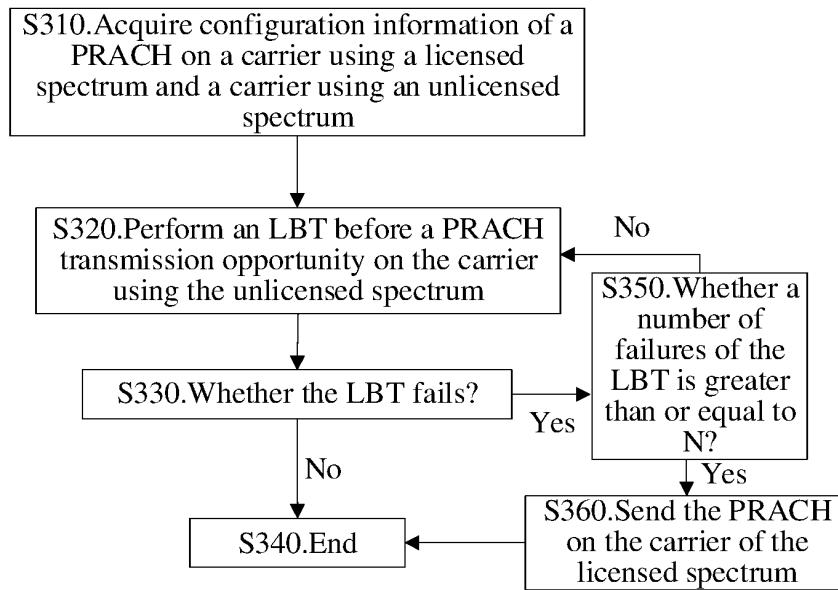 S310.Acquire configuration information of a
PRACH on a carrier using a licensed
spectrum and a carrier using an unlicensed
spectrum
S320.Perform an LBT before a PRACH
transmission opportunity on the carrier
using the unlicensed spectrum
No
S350.Whether a
number of
failures of the
LBT is greater
than or equal to
N?
S330.Whether the LBT fails?
Yes
No
Yes
S360.Send the PRACH
on the carrier of the
licensed spectrum
S340.End